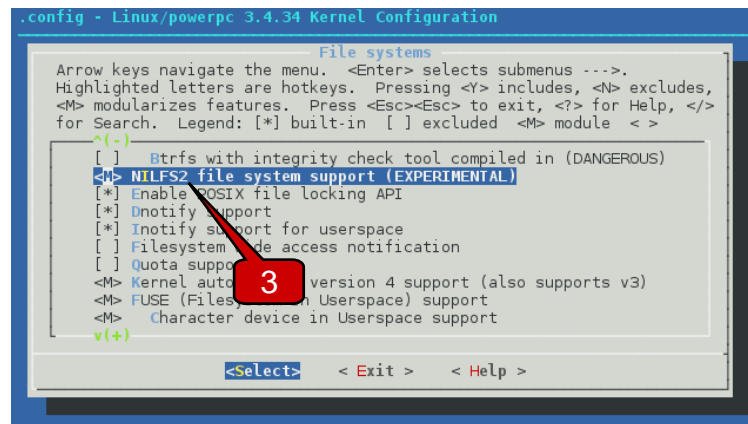 .config - Linux/powerpc 3.4.34 Kernel Configuration
File systems
Arrow keys navigate the menu. <Enter> selects submenus --->.
Highlighted letters are hotkeys. Pressing <Y> includes, <N> excludes,
<M> modularizes features. Press <Esc><Esc> to exit, <?> for Help, </>
for Search. Legend: [*] built-in [ ] excluded <M> module < >
^(-)
[ ] Btrfs with integrity check tool compiled in (DANGEROUS)
<M> NILFS2 file system support (EXPERIMENTAL)
[*] Enable POSIX file locking API
[*] Dnotify support
[*] Inotify support for userspace
[ ] Filesystem access notification
[ ] Quota
<M> Kernel version 4 support (also supports v3)
<M> FUSE Userspace) support
<M> Character device in Userspace support
v(+)
3
<Select> < Exit > < Help >